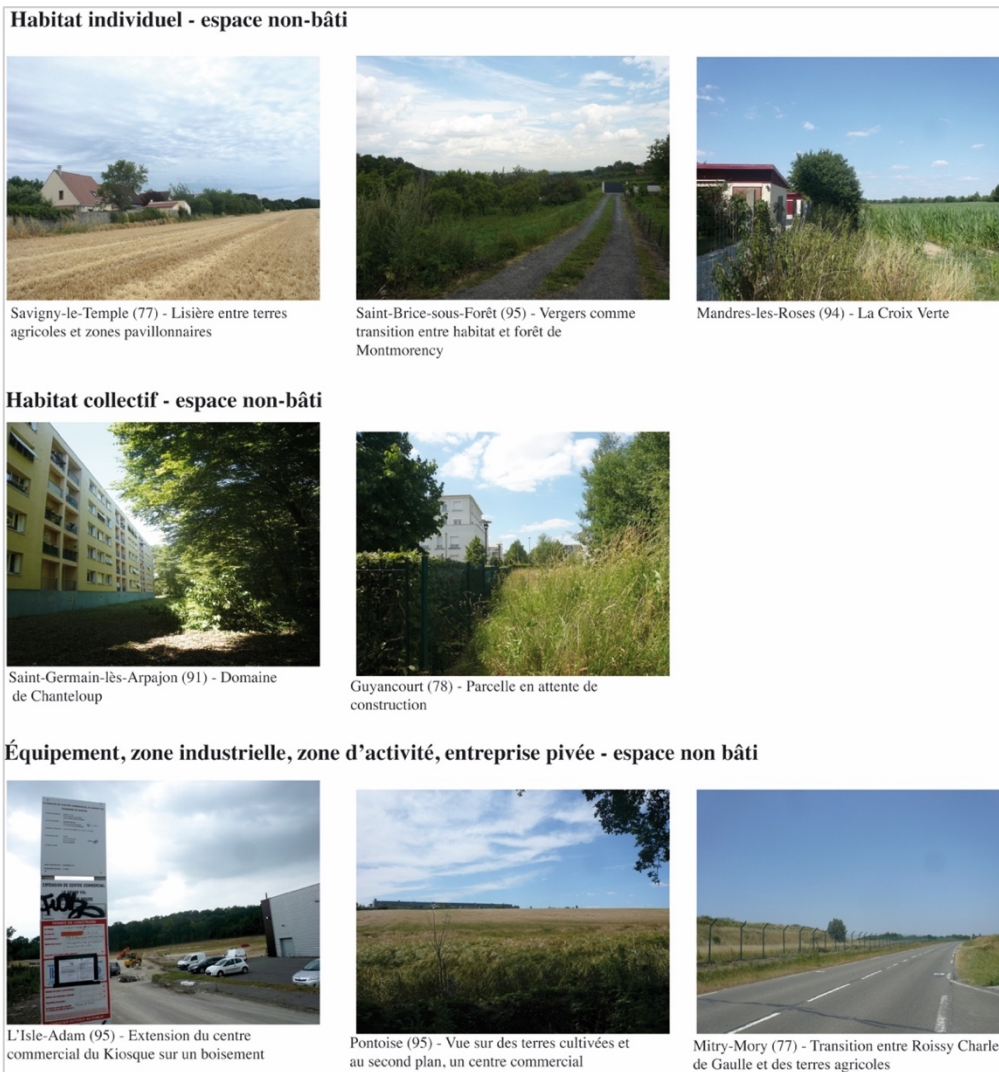 Habitat individuel - espace non-bâti
Savigny-le-Temple (77) - Lisière entre terres
agricoles et zones pavillonnaires
Saint-Brice-sous-Forêt (95) - Vergers comme
transition entre habitat et forêt de
Montmorency
Mandres-les-Roses (94) - La Croix Verte
Habitat collectif - espace non-bâti
Saint-Germain-lès-Arpajon (91) - Domaine
de Chanteloup
Guyancourt (78) - Parcelle en attente de
construction
Équipement, zone industrielle, zone d'activité, entreprise pivée - espace non bâti
L'Isle-Adam (95) - Extension du centre
commercial du Kiosque sur un boisement
Pontoise (95) - Vue sur des terres cultivées et
au second plan, un centre commercial
Mitry-Mory (77) - Transition entre Roissy Charle
de Gaulle et des terres agricoles